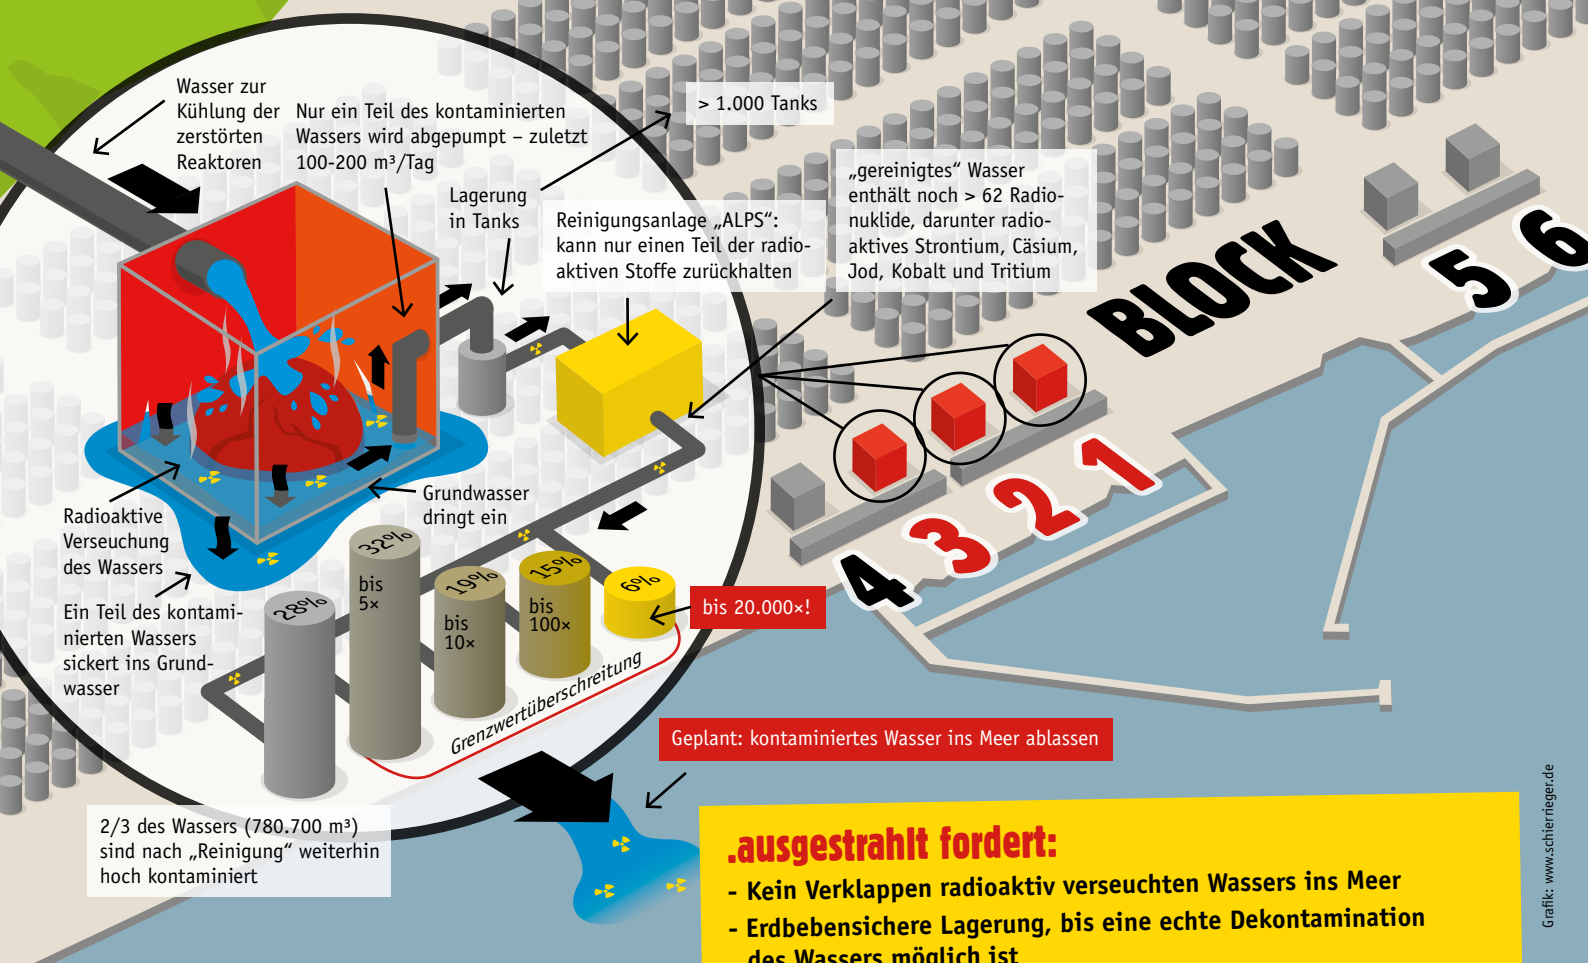 Wasser zur
Kühlung der
zerstörten
Reaktoren
Nur ein Teil des kontaminierten
Wassers wird abgepumpt – zuletzt
100-200 m³/Tag
> 1.000 Tanks
Lagerung
in Tanks
Reinigungsanlage „ALPS“:
kann nur einen Teil der radio-
aktiven Stoffe zurückhalten
„gereinigtes“ Wasser
enthält noch > 62 Radio-
nuklide, darunter radio-
aktives Strontium, Cäsium,
Jod, Kobalt und Tritium
BLOCK
6
5
1
2
3
4
Grundwasser
dringt ein
Radioaktive
Verseuchung
des Wassers
Ein Teil des kontami-
nierten Wassers
sickert ins Grund-
wasser
28%
32%
bis
5×
19%
bis
10×
15%
bis
100×
6%
bis 20.000×!
Grenzwertüberschreitung
Geplant: kontaminiertes Wasser ins Meer ablassen
2/3 des Wassers (780.700 m³)
sind nach „Reinigung“ weiterhin
hoch kontaminiert
.ausgestrahlt fordert:
- Kein Verklappen radioaktiv verseuchten Wassers ins Meer
- Erdbebensichere Lagerung, bis eine echte Dekontamination
des Wassers möglich ist
Grafik: www.schierrieger.de